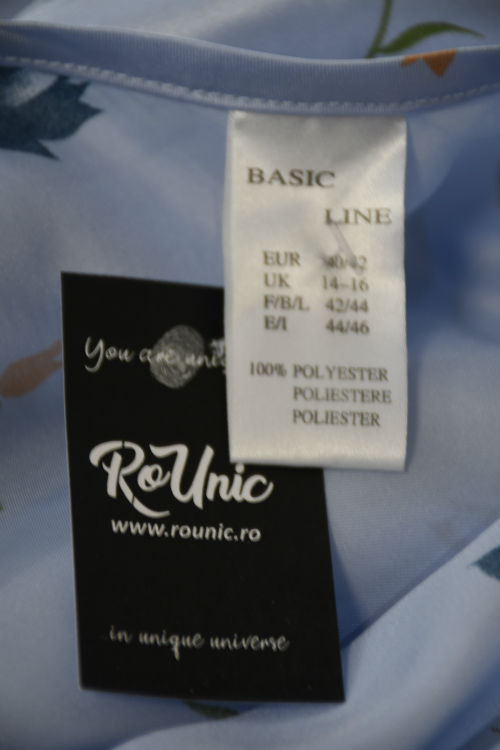 BASIC
LINE
EUR 40-42
UK 14-16
F/B/L 42/44
E/I 44/46
100% POLYESTER
POLIESTERE
POLIESTER
You are
RoUnic
www.rounic.ro
in unique universe